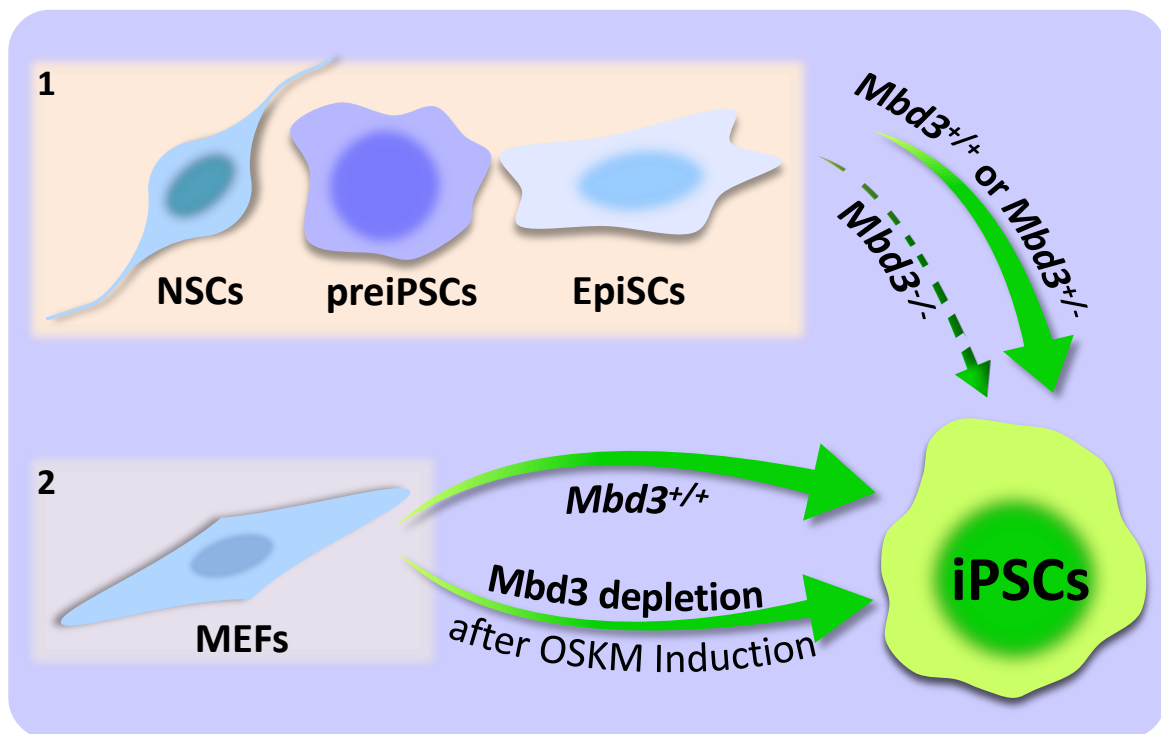 1
NSCs
preiPSCs
EpiSCs
Mbd3+/+ or Mbd3+/-
Mbd3-/-
2
MEFs
Mbd3+/+
Mbd3 depletion
after OSKM Induction
iPSCs